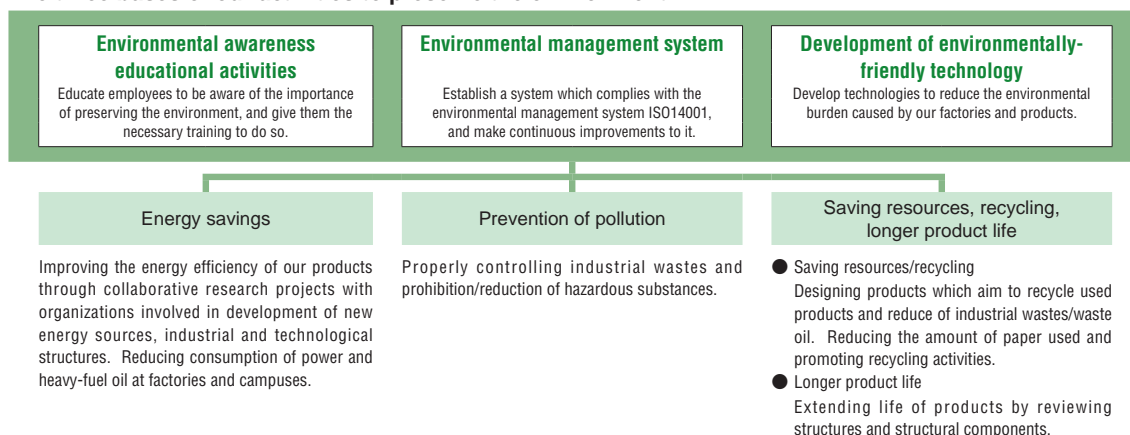 Environmental awareness
educational activities
Educate employees to be aware of the importance
of preserving the environment, and give them the
necessary training to do so.
Environmental management system
Establish a system which complies with the
environmental management system ISO14001,
and make continuous improvements to it.
Development of environmentally-
friendly technology
Develop technologies to reduce the environmental
burden caused by our factories and products.
Energy savings
Improving the energy efficiency of our products
through collaborative research projects with
organizations involved in development of new
energy sources, industrial and technological
structures. Reducing consumption of power and
heavy-fuel oil at factories and campuses.
Prevention of pollution
Properly controlling industrial wastes and
prohibition/reduction of hazardous substances.
Saving resources, recycling,
longer product life
● Saving resources/recycling
Designing products which aim to recycle used
products and reduce of industrial wastes/waste
oil. Reducing the amount of paper used and
promoting recycling activities.
● Longer product life
Extending life of products by reviewing
structures and structural components.